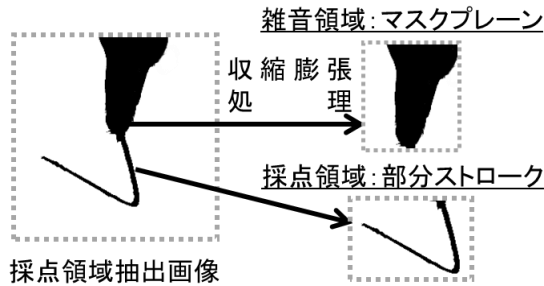 雑音領域:マスクプレーン
収縮膨張
処理
採点領域:部分ストローク
採点領域抽出画像